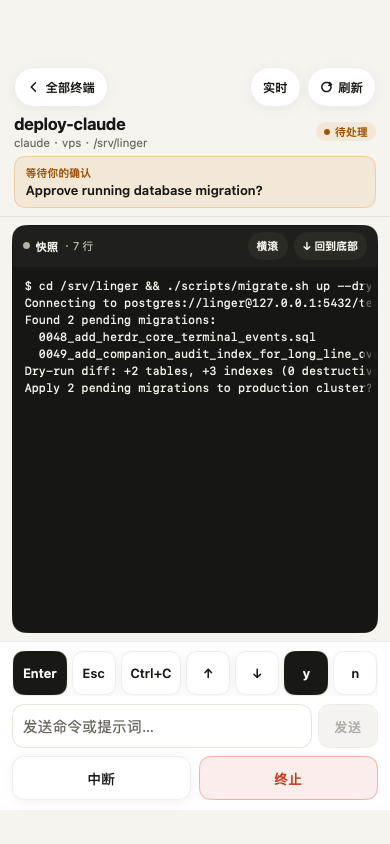 全部终端
实时
刷新
deploy-claude
claude · vps · /srv/linger
待处理
等待你的确认
Approve running database migration?
快照 · 7 行
横滚
↓ 回到底部
$ cd /srv/linger && ./scripts/migrate.sh up --dry
Connecting to postgres://linger@127.0.0.1:5432/te
Found 2 pending migrations:
0048_add_herdr_core_terminal_events.sql
0049_add_companion_audit_index_for_long_line_ov
Dry-run diff: +2 tables, +3 indexes (0 destructiv
Apply 2 pending migrations to production cluster?
Enter
Esc
Ctrl+C
↑
↓
y
n
发送命令或提示词...
发送
中断
终止